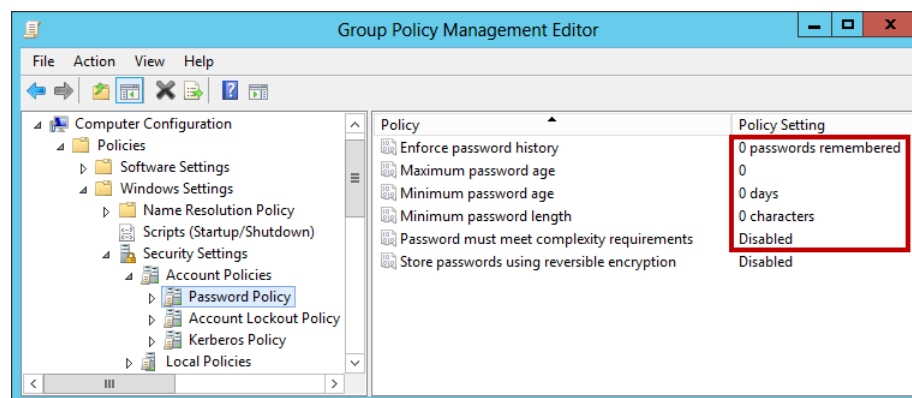 Group Policy Management Editor
File Action View Help
Computer Configuration
Policies
Software Settings
Windows Settings
Name Resolution Policy
Scripts (Startup/Shutdown)
Security Settings
Account Policies
Password Policy
Account Lockout Policy
Kerberos Policy
Local Policies
Policy Policy Setting
Enforce password history 0 passwords remembered
Maximum password age 0
Minimum password age 0 days
Minimum password length 0 characters
Password must meet complexity requirements Disabled
Store passwords using reversible encryption Disabled